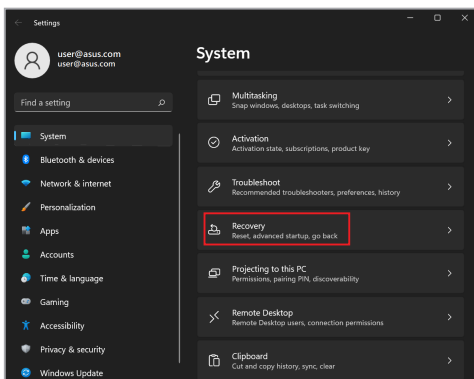 Settings
user@asus.com
user@asus.com
Find a setting
System
Bluetooth & devices
Network & internet
Personalization
Apps
Accounts
Time & language
Gaming
Accessibility
Privacy & security
Windows Update
System
Multitasking
Snap windows, desktops, task switching
Activation
Activation state, subscriptions, product key
Troubleshoot
Recommended troubleshooters, preferences, history
Recovery
Reset, advanced startup, go back
Projecting to this PC
Permissions, pairing PIN, discoverability
Remote Desktop
Remote Desktop users, connection permissions
Clipboard
Cut and copy history, sync, clear